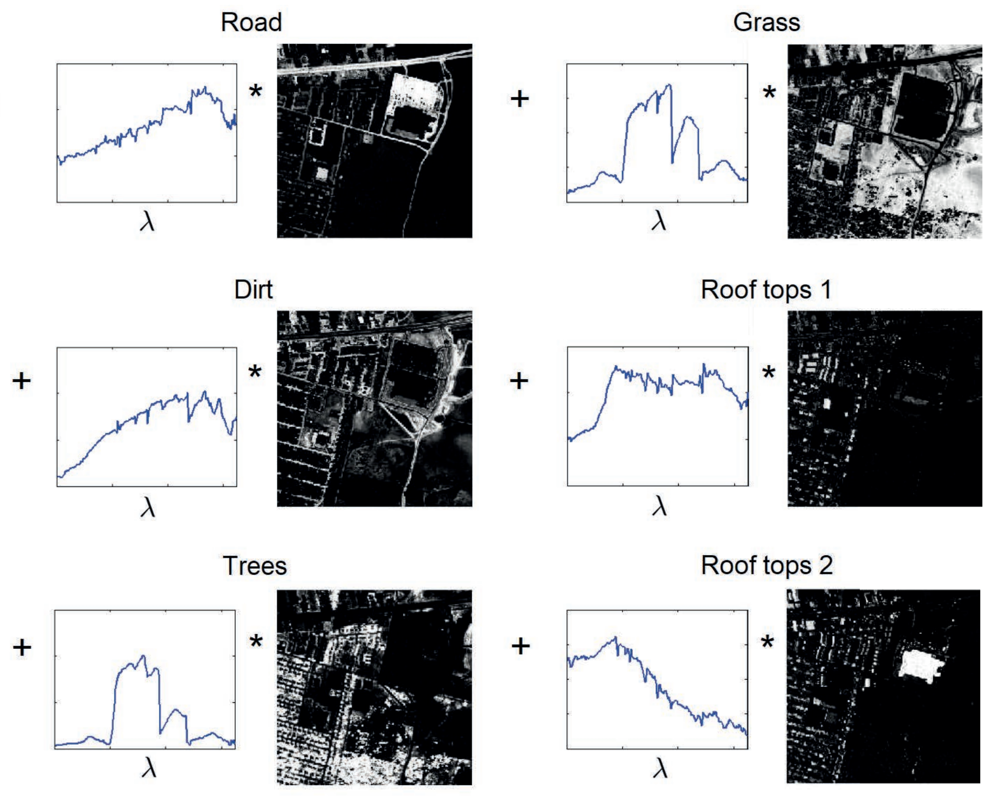 Road
Grass
*
+
*
λ
λ
Dirt
Roof tops 1
+
*
+
*
λ
λ
Trees
Roof tops 2
+
*
+
*
λ
λ